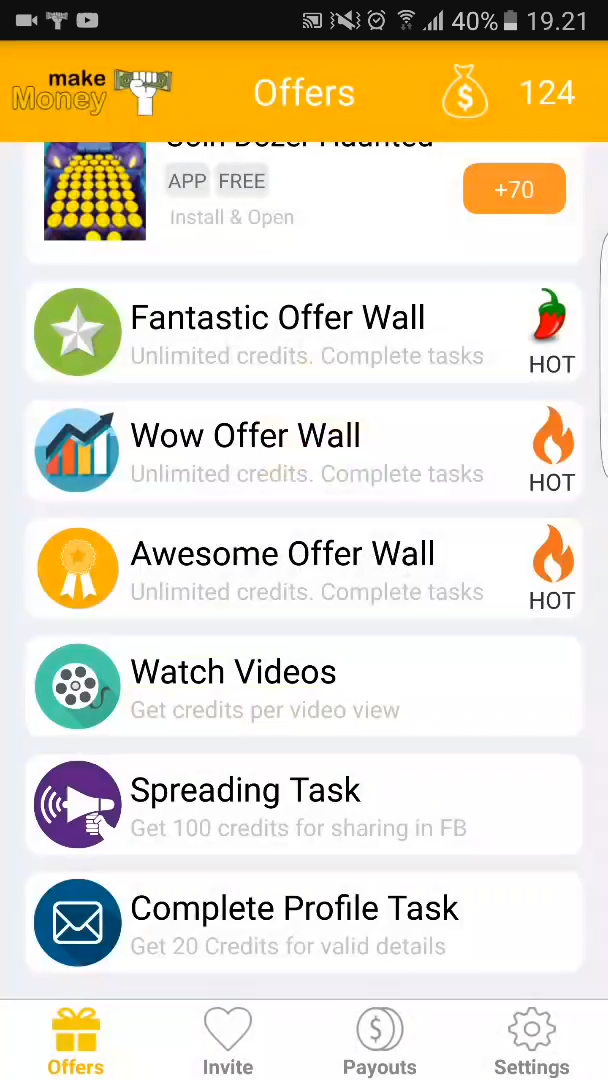 40% 19.21
make
Money
Offers
124
Coin Dozer Haunted
APP FREE
+70
Install & Open
Fantastic Offer Wall
Unlimited credits. Complete tasks
HOT
Wow Offer Wall
Unlimited credits. Complete tasks
HOT
Awesome Offer Wall
Unlimited credits. Complete tasks
HOT
Watch Videos
Get credits per video view
Spreading Task
Get 100 credits for sharing in FB
Complete Profile Task
Get 20 Credits for valid details
Offers
Invite
Payouts
Settings